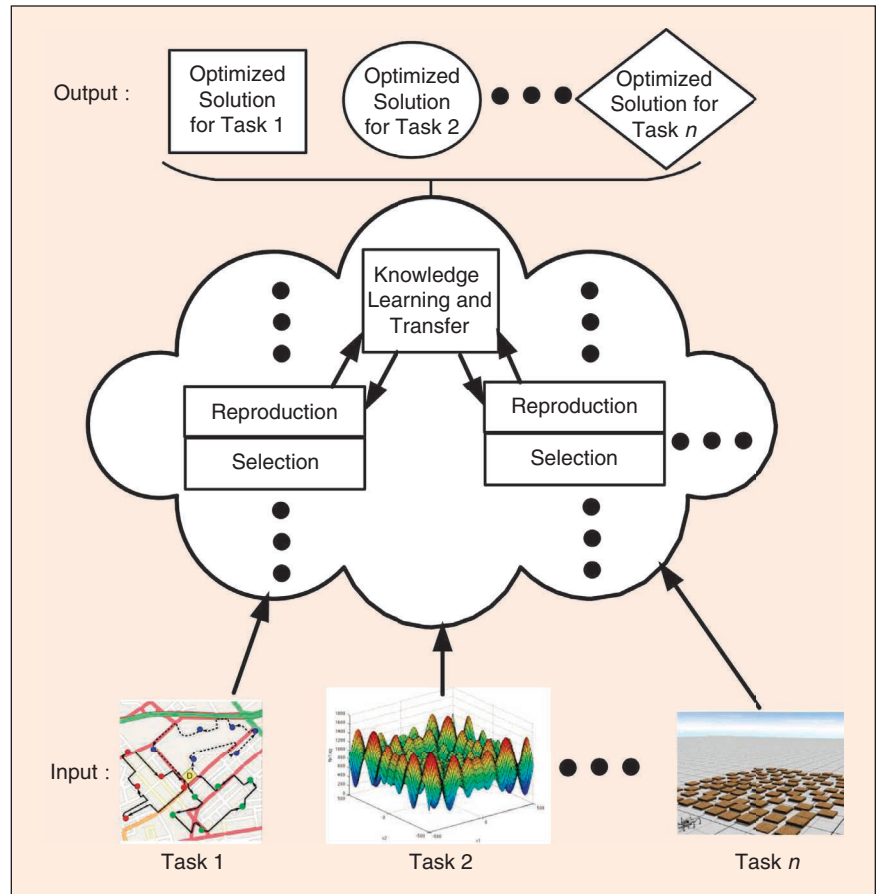 Output :
Optimized
Solution
for Task 1
Optimized
Solution
for Task 2
Optimized
Solution for
Task n
Knowledge
Learning and
Transfer
Reproduction
Selection
Reproduction
Selection
Input :
D
Task 1
Task 2
Task n